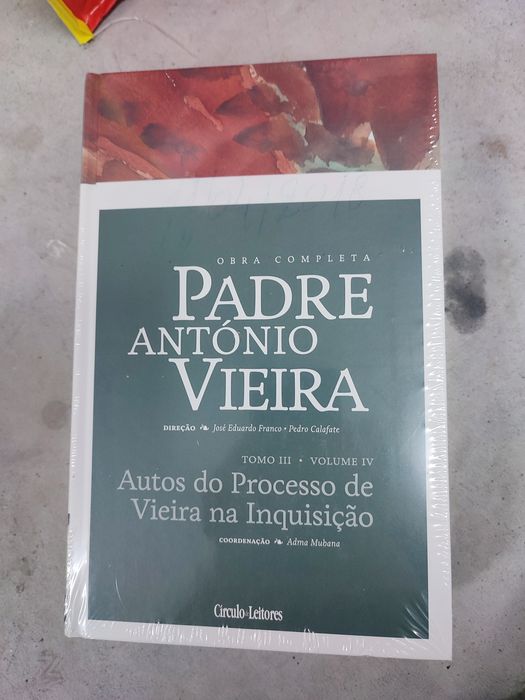 OBRA COMPLETA
PADRE
ANTÓNIO
VIEIRA
DIREÇÃO ❧ José Eduardo Franco • Pedro Calafate
TOMO III • VOLUME IV
Autos do Processo de
Vieira na Inquisição
COORDENAÇÃO ❧ Adma Muhana
Círculo de Leitores